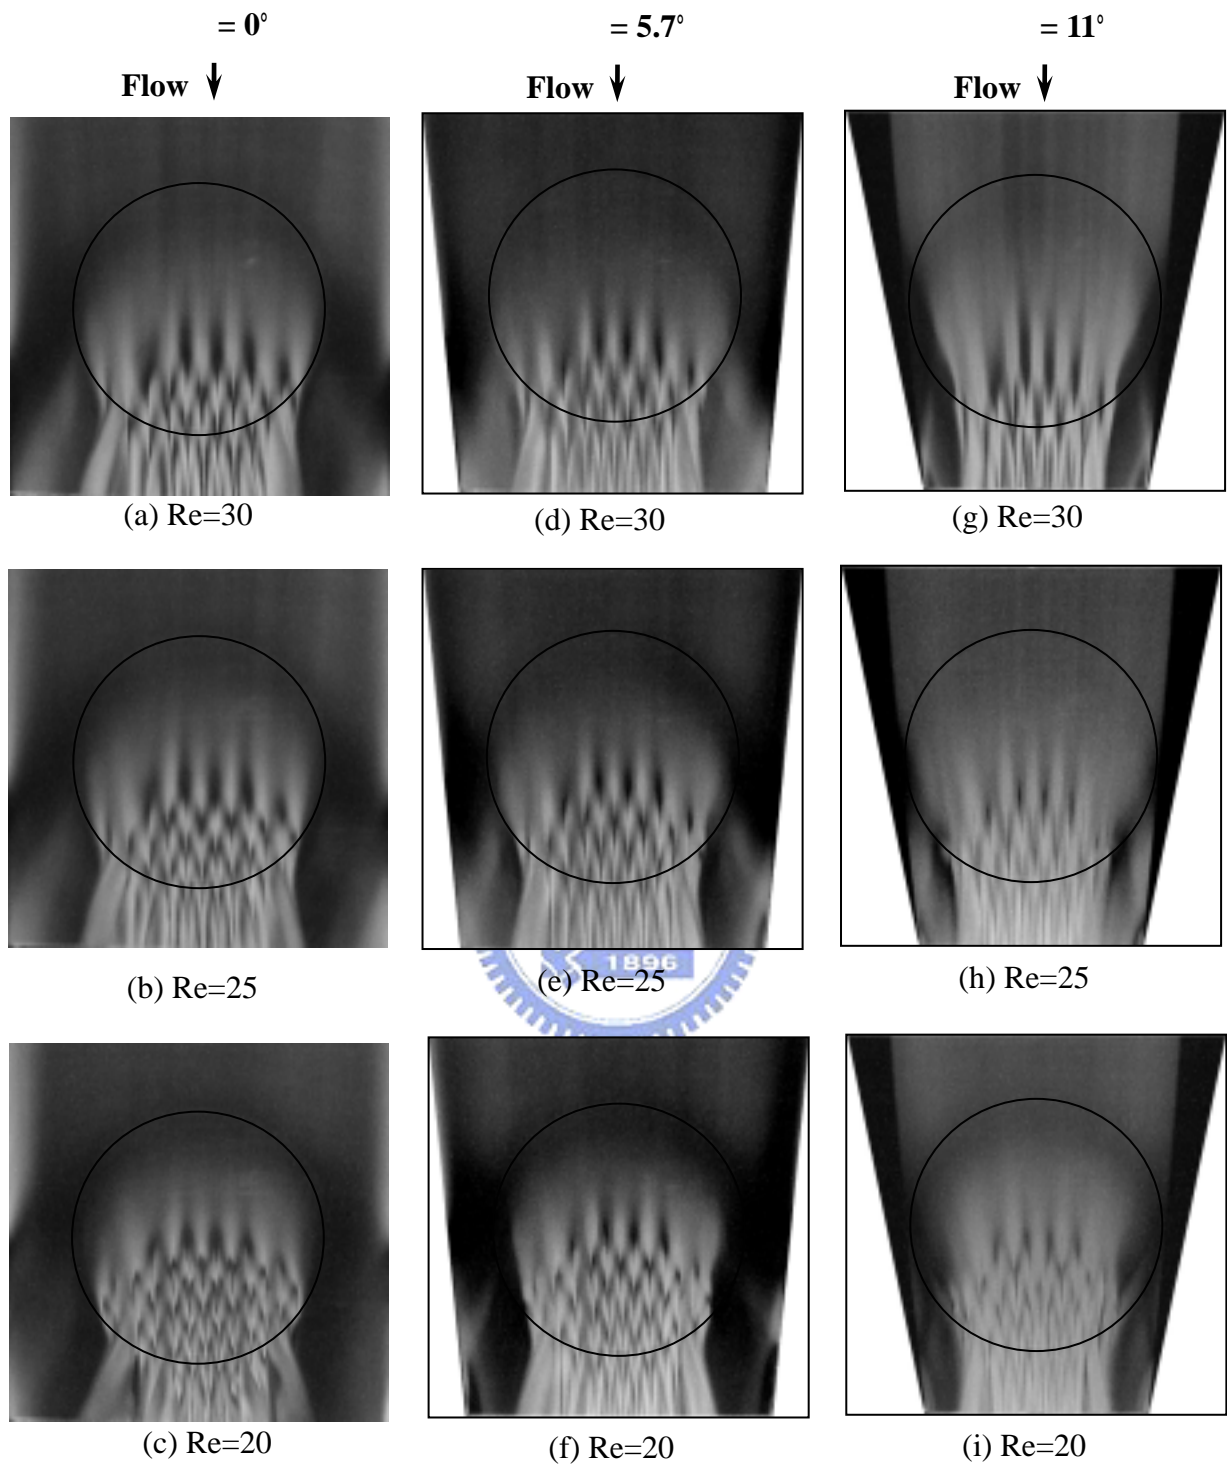 = 0°
= 5.7°
= 11°
Flow
Flow
Flow
(a) Re=30
(d) Re=30
(g) Re=30
(b) Re=25
1896
(e) Re=25
(h) Re=25
(c) Re=20
(f) Re=20
(i) Re=20